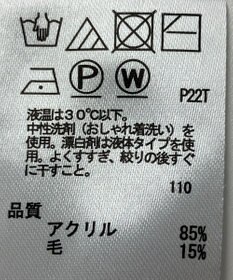 P W
P22T
液温は30℃以下。
中性洗剤(おしゃれ着洗い)を
使用。漂白剤は液体タイプを使
用。よくすすぎ、絞りの後すぐ
に干すこと。
110
品質
アクリル 85%
毛 15%